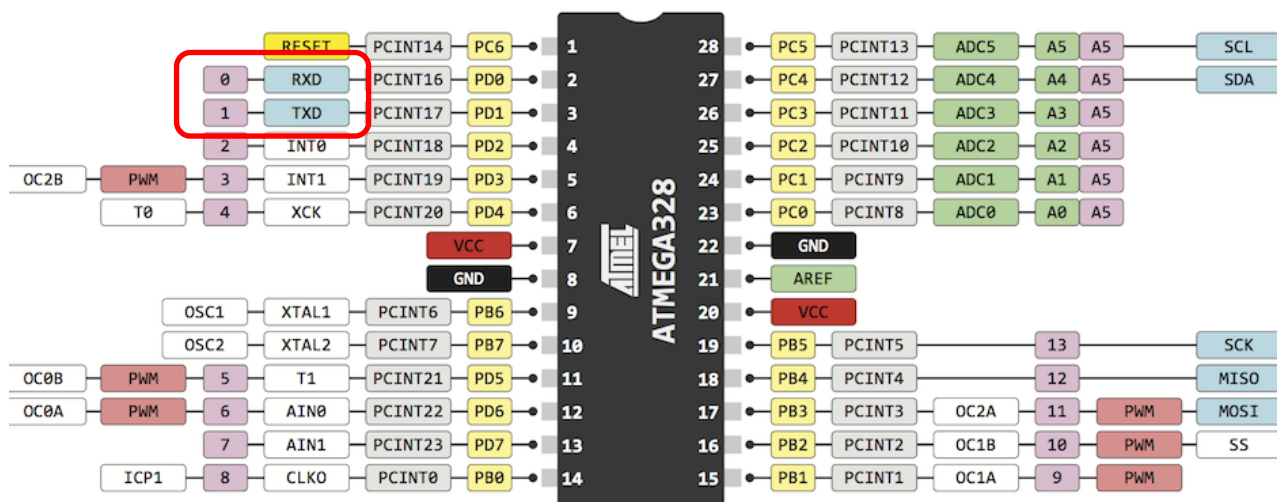 RESET PCINT14 PC6 1 28 PC5 PCINT13 ADC5 A5 A5 SCL
0 RXD PCINT16 PD0 2 27 PC4 PCINT12 ADC4 A4 A5 SDA
1 TXD PCINT17 PD1 3 26 PC3 PCINT11 ADC3 A3 A5
2 INT0 PCINT18 PD2 4 25 PC2 PCINT10 ADC2 A2 A5
OC2B PWM 3 INT1 PCINT19 PD3 5 24 PC1 PCINT9 ADC1 A1 A5
T0 4 XCK PCINT20 PD4 6 23 PC0 PCINT8 ADC0 A0 A5
VCC 7 22 GND
GND 8 21 AREF
OSC1 XTAL1 PCINT6 PB6 9 20 VCC
OSC2 XTAL2 PCINT7 PB7 10 19 PB5 PCINT5 13 SCK
OC0B PWM 5 T1 PCINT21 PD5 11 18 PB4 PCINT4 12 MISO
OC0A PWM 6 AIN0 PCINT22 PD6 12 17 PB3 PCINT3 OC2A 11 PWM MOSI
7 AIN1 PCINT23 PD7 13 16 PB2 PCINT2 OC1B 10 PWM SS
ICP1 8 CLKO PCINT0 PB0 14 15 PB1 PCINT1 OC1A 9 PWM
ATMEL
ATMEGA328